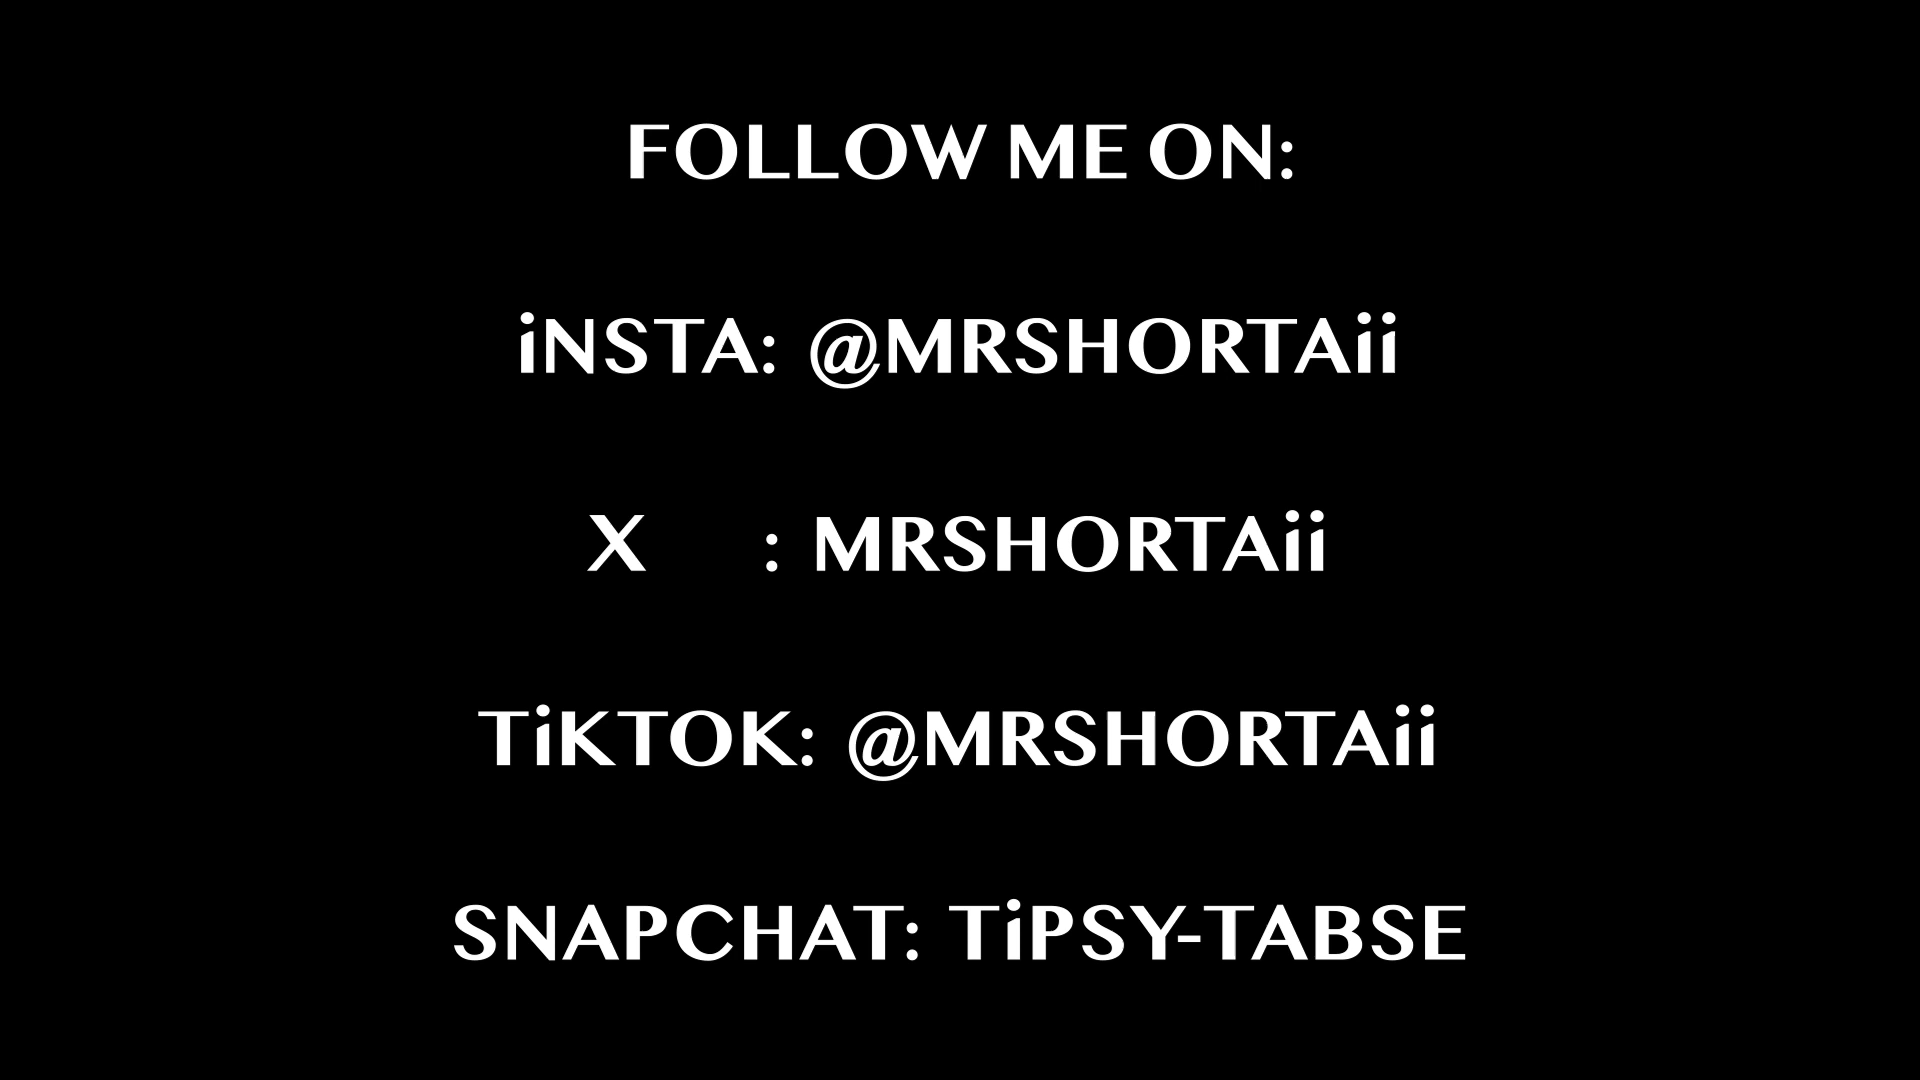 FOLLOW ME ON:
iNSTA: @MRSHORTAii
X : MRSHORTAii
TiKTOK: @MRSHORTAii
SNAPCHAT: TiPSY-TABSE